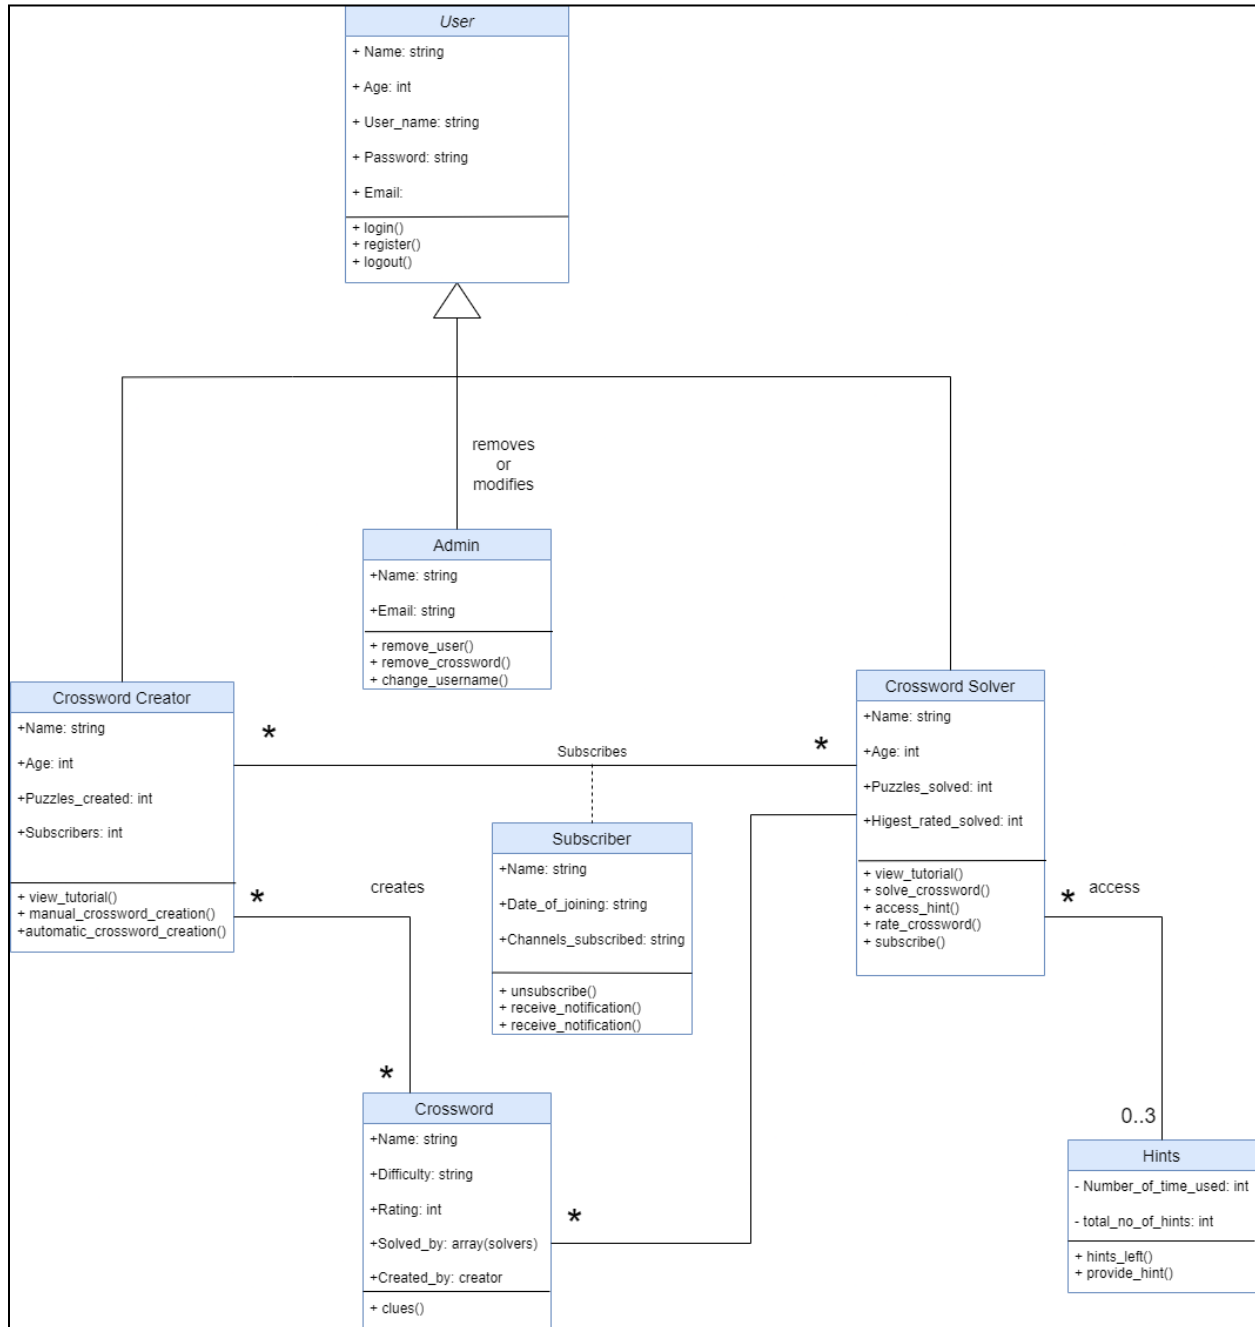 User
+ Name: string
+ Age: int
+ User_name: string
+ Password: string
+ Email:
+ login()
+ register()
+ logout()
removes
or
modifies
Admin
+Name: string
+Email: string
+ remove_user()
+ remove_crossword()
+ change_username()
Crossword Creator
+Name: string
+Age: int
+Puzzles_created: int
+Subscribers: int
+ view_tutorial()
+ manual_crossword_creation()
+automatic_crossword_creation()
*
Subscribes
*
Crossword Solver
+Name: string
+Age: int
+Puzzles_solved: int
+Higest_rated_solved: int
+ view_tutorial()
+ solve_crossword()
+ access_hint()
+ rate_crossword()
+ subscribe()
Subscriber
+Name: string
+Date_of_joining: string
+Channels_subscribed: string
+ unsubscribe()
+ receive_notification()
+ receive_notification()
*
creates
*
* access
0..3
Crossword
+Name: string
+Difficulty: string
+Rating: int
+Solved_by: array(solvers)
+Created_by: creator
+ clues()
*
Hints
- Number_of_time_used: int
- total_no_of_hints: int
+ hints_left()
+ provide_hint()